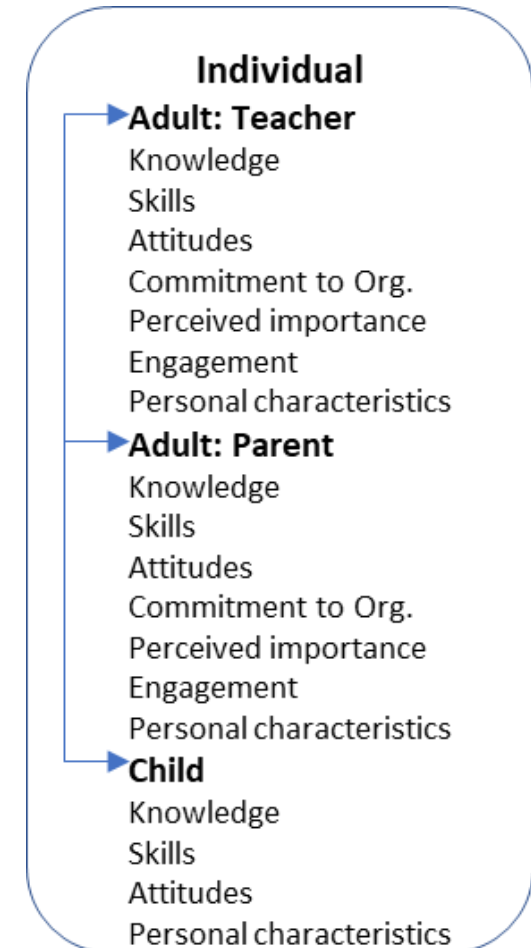 Individual
Adult: Teacher
Knowledge
Skills
Attitudes
Commitment to Org.
Perceived importance
Engagement
Personal characteristics
Adult: Parent
Knowledge
Skills
Attitudes
Commitment to Org.
Perceived importance
Engagement
Personal characteristics
Child
Knowledge
Skills
Attitudes
Personal characteristics